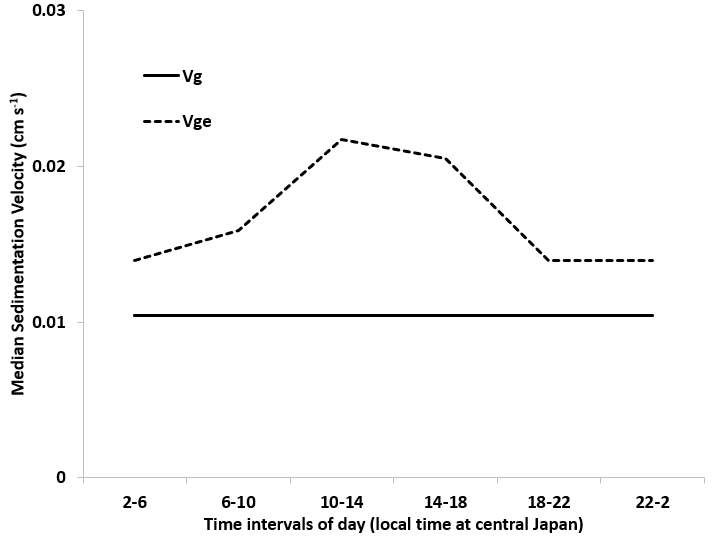 0.03
0.02
0.01
0
Median Sedimentation Velocity (cm s⁻¹)
Vg
Vge
2-6 6-10 10-14 14-18 18-22 22-2
Time intervals of day (local time at central Japan)